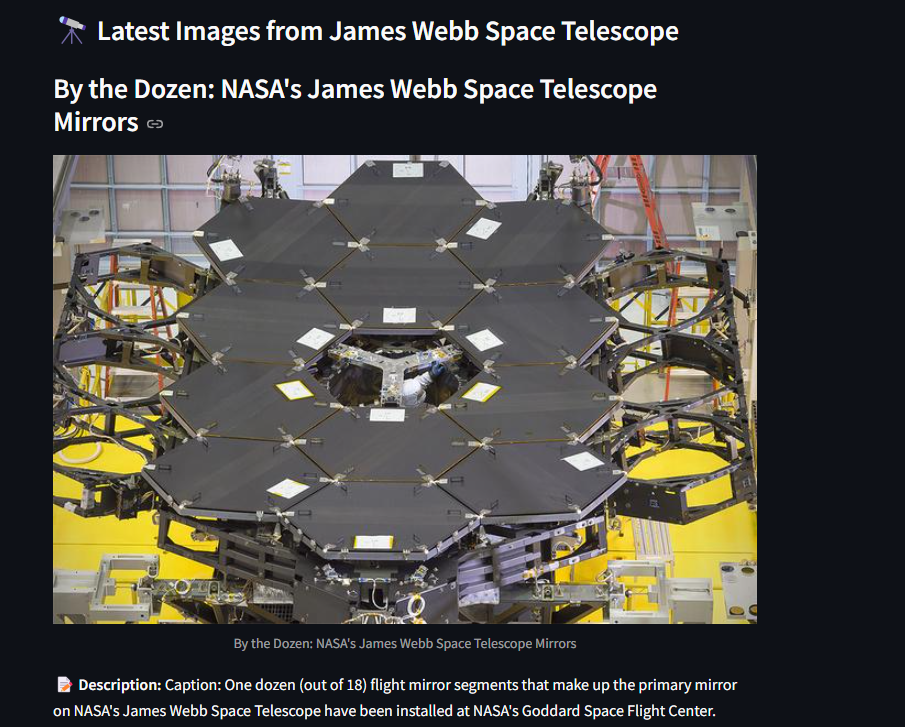 Latest Images from James Webb Space Telescope
By the Dozen: NASA's James Webb Space Telescope
Mirrors
By the Dozen: NASA's James Webb Space Telescope Mirrors
Description: Caption: One dozen (out of 18) flight mirror segments that make up the primary mirror
on NASA's James Webb Space Telescope have been installed at NASA's Goddard Space Flight Center.